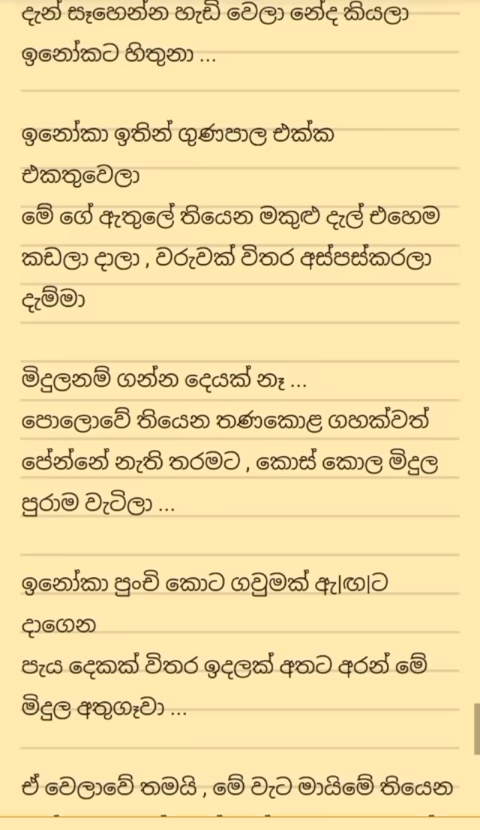 දැන් සෑහෙන්න හැඩි වෙලා නේද කියලා
ඉනෝකට හිතුනා ...
ඉනෝකා ඉතින් ගුණපාල එක්ක
එකතුවෙලා
මේ ගේ ඇතුලේ තියෙන මකුළු දැල් එහෙම
කඩලා දාලා , වරුවක් විතර අස්පස්කරලා
දැම්මා
මිදුලනම් ගන්න දෙයක් නෑ ...
පොලොවේ තියෙන තණකොළ ගහක්වත්
පේන්නේ නැති තරමට , කොස් කොල මිදුල
පුරාම වැටිලා ...
ඉනෝකා පුංචි කොට ගවුමක් ඇ|ඟ|ට
දාගෙන
පැය දෙකක් විතර ඉදලක් අතට අරන් මේ
මිදුල අතුගෑවා ...
ඒ වෙලාවේ තමයි , මේ වැට මායිමේ තියෙන